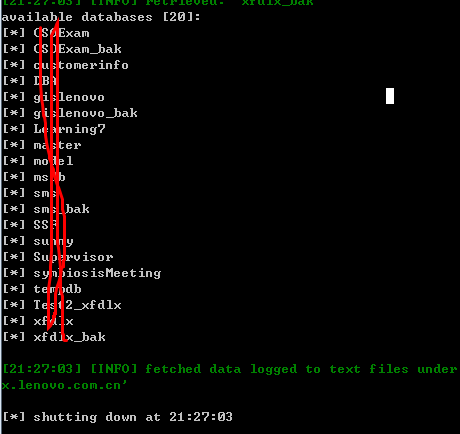 [21:27:03] [INFO] retrieved: xfdlx_bak
available databases [20]:
[*] CSOExam
[*] CSOExam_bak
[*] customerinfo
[*] DBA
[*] gislenovo
[*] gislenovo_bak
[*] Learning7
[*] master
[*] model
[*] msdb
[*] sms
[*] sms_bak
[*]
[*] sunny
[*] Supervisor
[*] symbiosisMeeting
[*] tempdb
[*] Test2_xfdlx
[*] xfdlx
[*] xfdlx_bak
[21:27:03] [INFO] fetched data logged to text files under
x.lenovo.com.cn'
[*] shutting down at 21:27:03